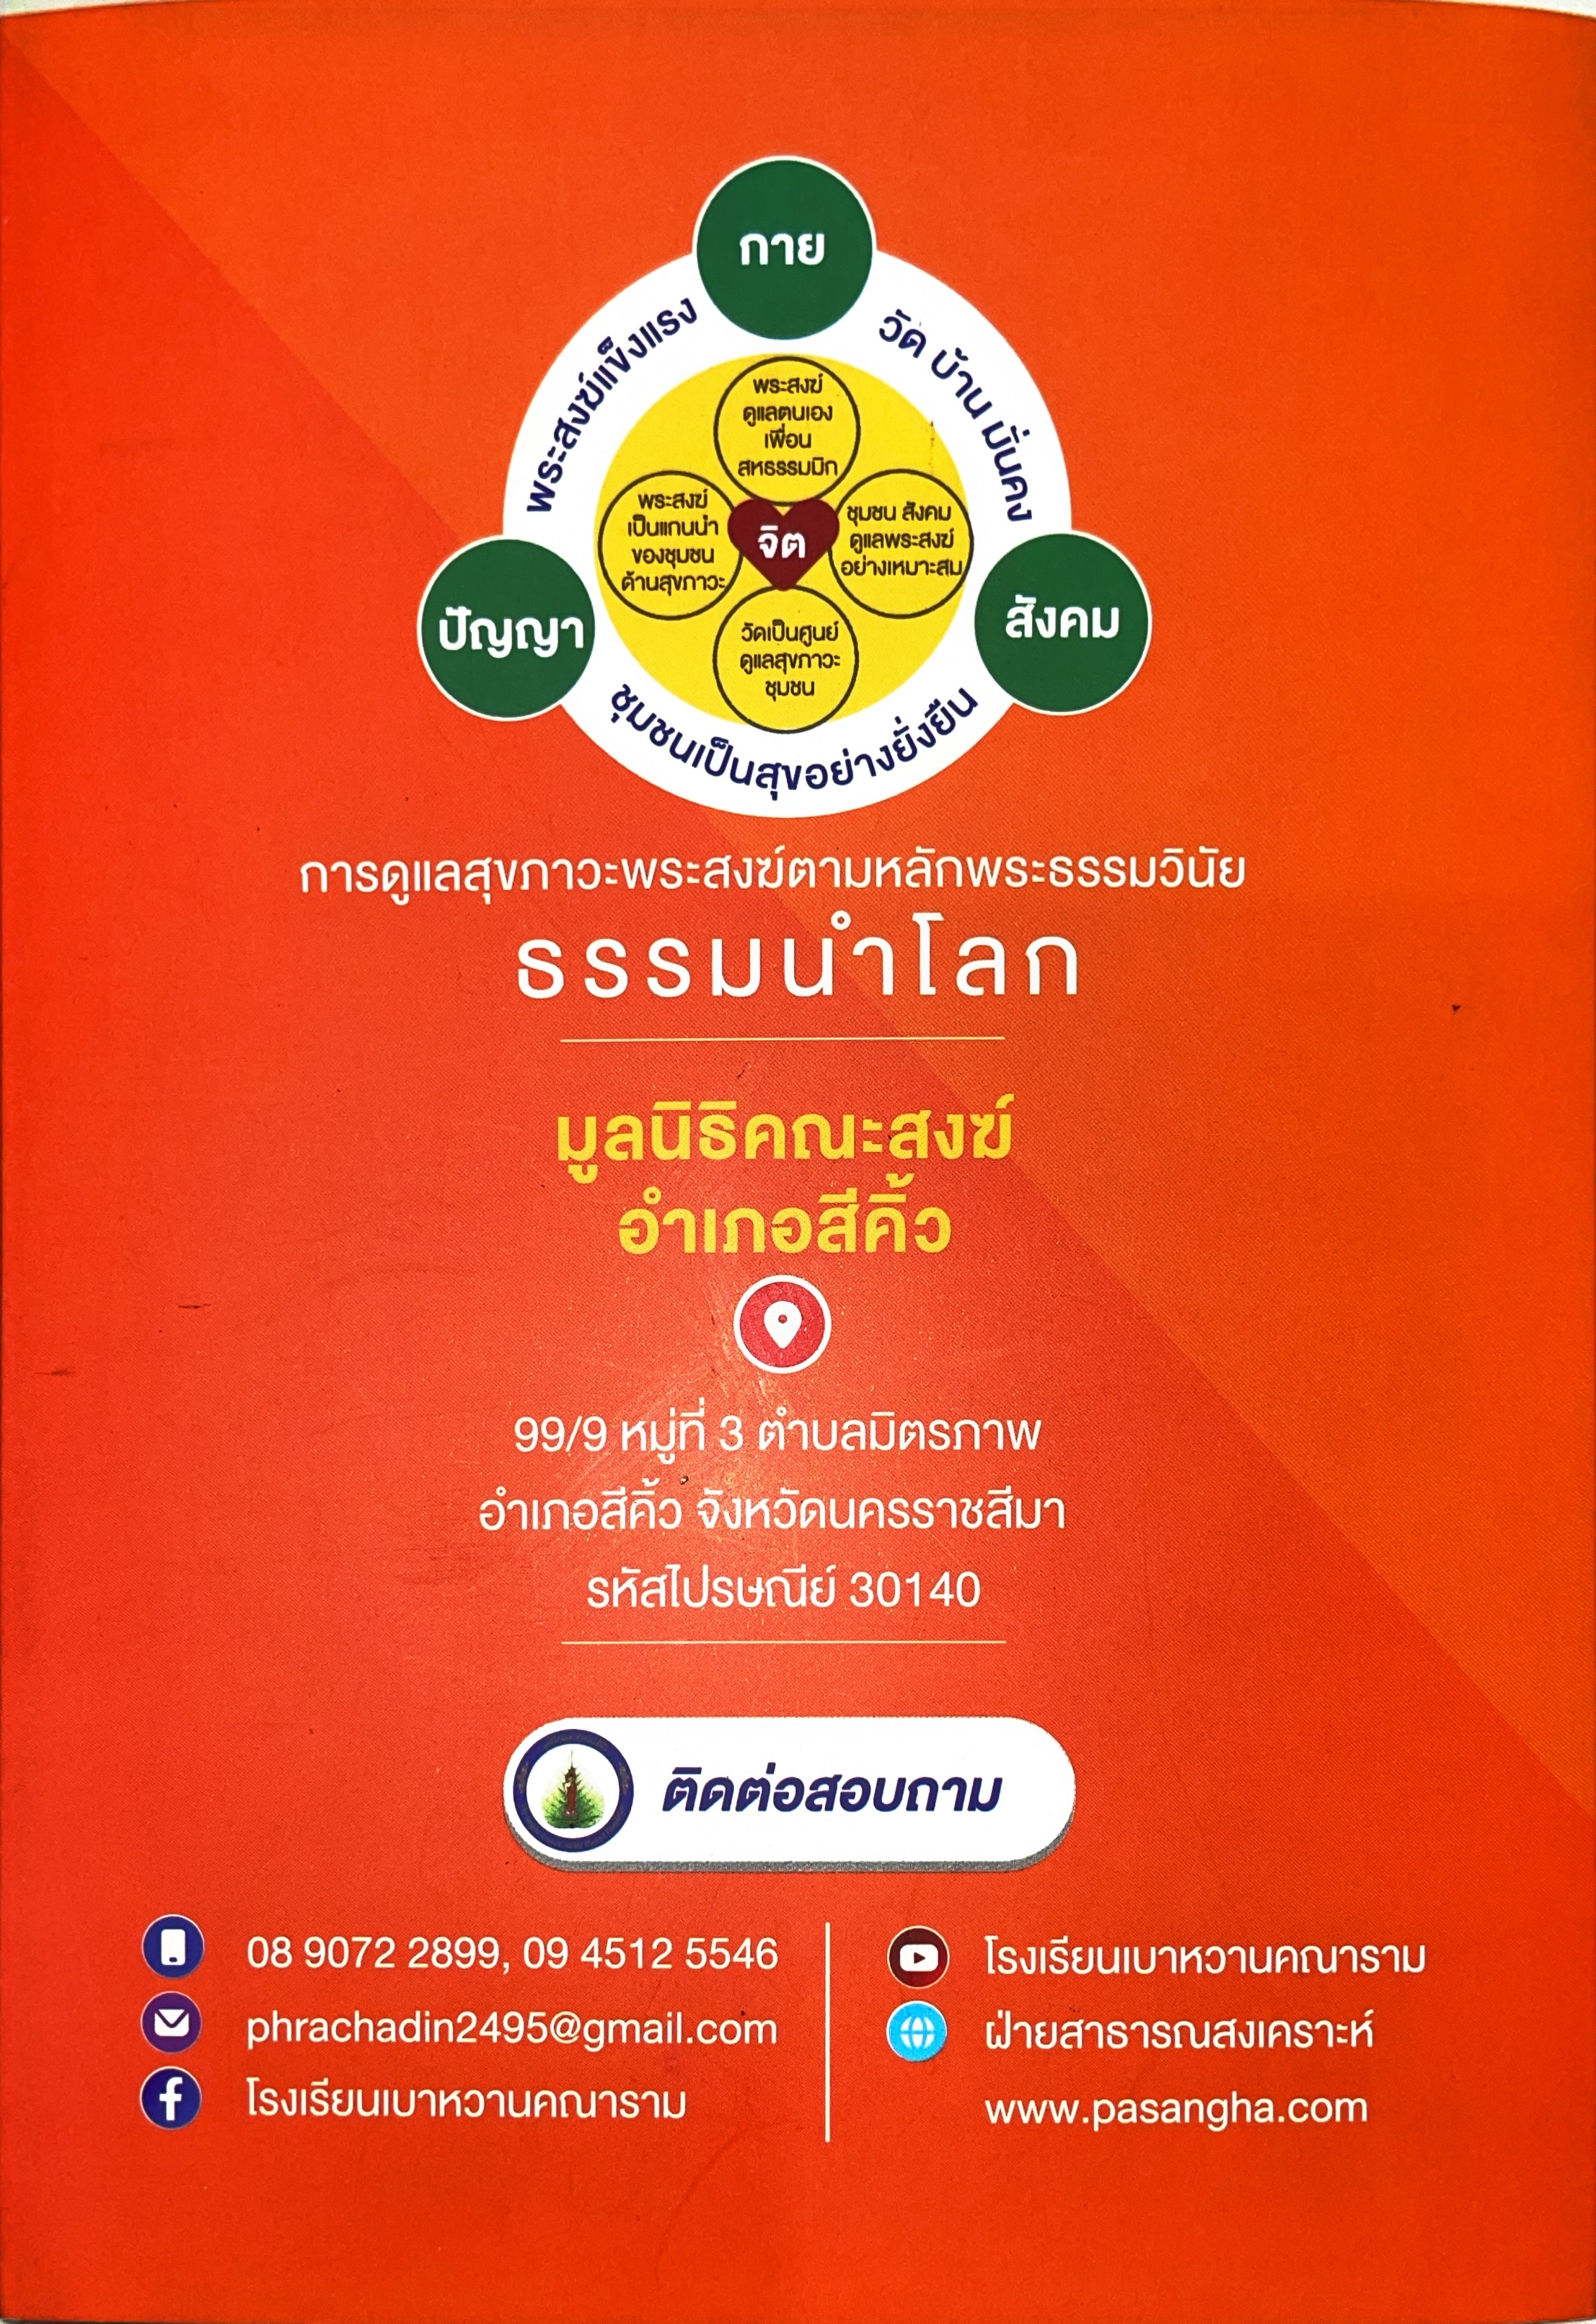 กาย
พระสงฆ์แข็งแรง
วัด บ้าน มั่นคง
พระสงฆ์
ดูแลตนเอง
เพื่อน
สหธรรมมิก
พระสงฆ์
เป็นแกนนำ
ของชุมชน
ด้านสุขภาวะ
จิต
ชุมชน สังคม
ดูแลพระสงฆ์
อย่างเหมาะสม
วัดเป็นศูนย์
ดูแลสุขภาวะ
ชุมชน
ปัญญา
สังคม
ชุมชนเป็นสุขอย่างยั่งยืน
การดูแลสุขภาวะพระสงฆ์ตามหลักพระธรรมวินัย
ธรรมนำโลก
มูลนิธิคณะสงฆ์
อำเภอสีคิ้ว
99/9 หมู่ที่ 3 ตำบลมิตรภาพ
อำเภอสีคิ้ว จังหวัดนครราชสีมา
รหัสไปรษณีย์ 30140
ติดต่อสอบถาม
08 9072 2899, 09 4512 5546
phrachadin2495@gmail.com
โรงเรียนเบาหวานคณาราม
โรงเรียนเบาหวานคณาราม
ฝ่ายสาธารณสงเคราะห์
www.pasangha.com